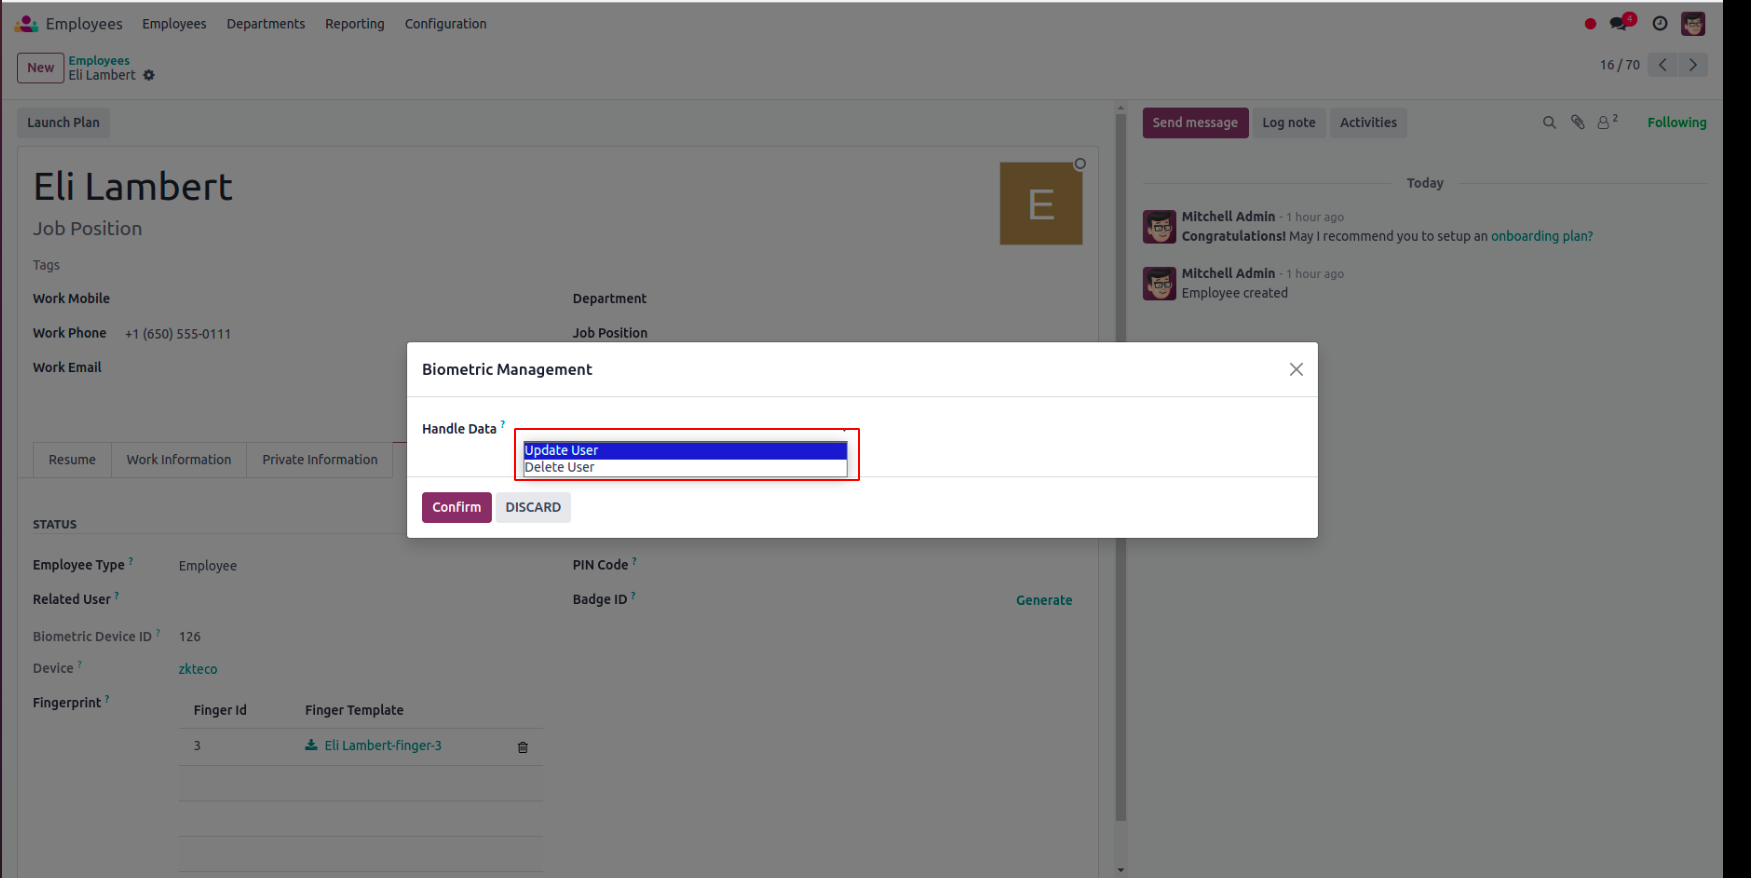 Employees Employees Departments Reporting Configuration 4
New Employees 16 / 70
Eli Lambert
Launch Plan Send message Log note Activities 2 Following
Eli Lambert
E
Job Position
Tags
Today
Mitchell Admin - 1 hour ago
Congratulations! May I recommend you to setup an onboarding plan?
Mitchell Admin - 1 hour ago
Employee created
Work Mobile Department
Work Phone +1 (650) 555-0111 Job Position
Work Email
Biometric Management
Handle Data ?
Update User
Delete User
Confirm DISCARD
Resume Work Information Private Information
STATUS
Employee Type ? Employee PIN Code ?
Related User ? Badge ID ? Generate
Biometric Device ID ? 126
Device ? zkteco
Fingerprint ?
Finger Id Finger Template
3 Eli Lambert-finger-3